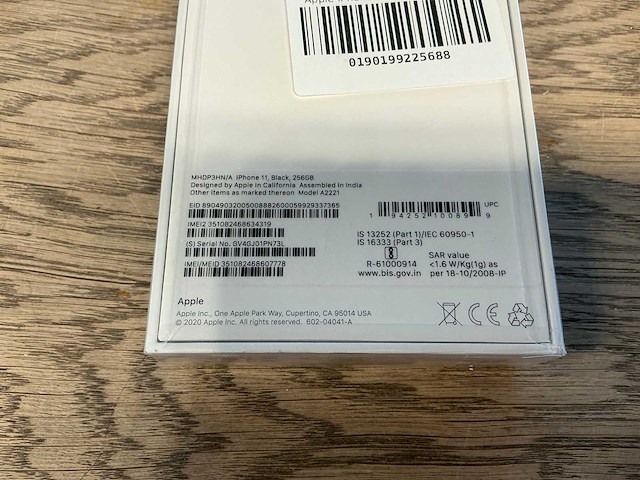 0190199225688
MHDP3HN/A iPhone 11, Black, 256GB
Designed by Apple in California Assembled in India
Other items as marked thereon Model A2221
EID 89049032005008882600059929337365
IMEI2 351082468634319
(S) Serial No. GV4GJ01PN73L
IMEI/MEID 351082468607778
1 94252 10089 9
UPC
IS 13252 (Part 1)/IEC 60950-1
IS 16333 (Part 3)
R-61000914
www.bis.gov.in
SAR value
<1.6 W/Kg(1g) as
per 18-10/2008-IP
Apple
Apple Inc., One Apple Park Way, Cupertino, CA 95014 USA
© 2020 Apple Inc. All rights reserved. 602-04041-A
CE